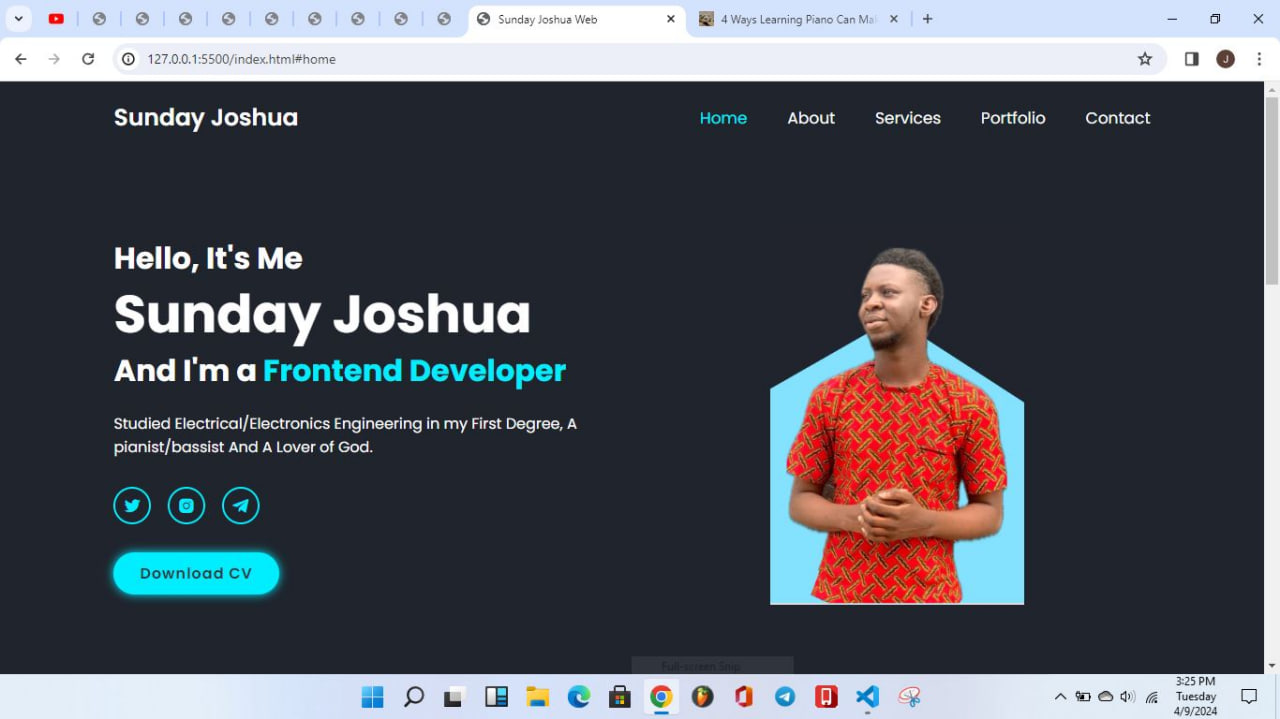 Sunday Joshua Web
4 Ways Learning Piano Can Mak
127.0.0.1:5500/index.html#home
J
Sunday Joshua
Home
About
Services
Portfolio
Contact
Hello, It's Me
Sunday Joshua
And I'm a Frontend Developer
Studied Electrical/Electronics Engineering in my First Degree, A
pianist/bassist And A Lover of God.
Download CV
Full-screen Snip
3:25 PM
Tuesday
4/9/2024